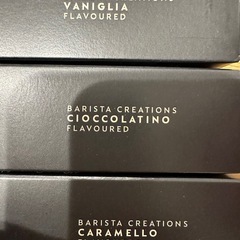 VANIGLIA
FLAVOURED
BARISTA CREATIONS
CIOCCOLATINO
FLAVOURED
BARISTA CREATIONS
CARAMELLO